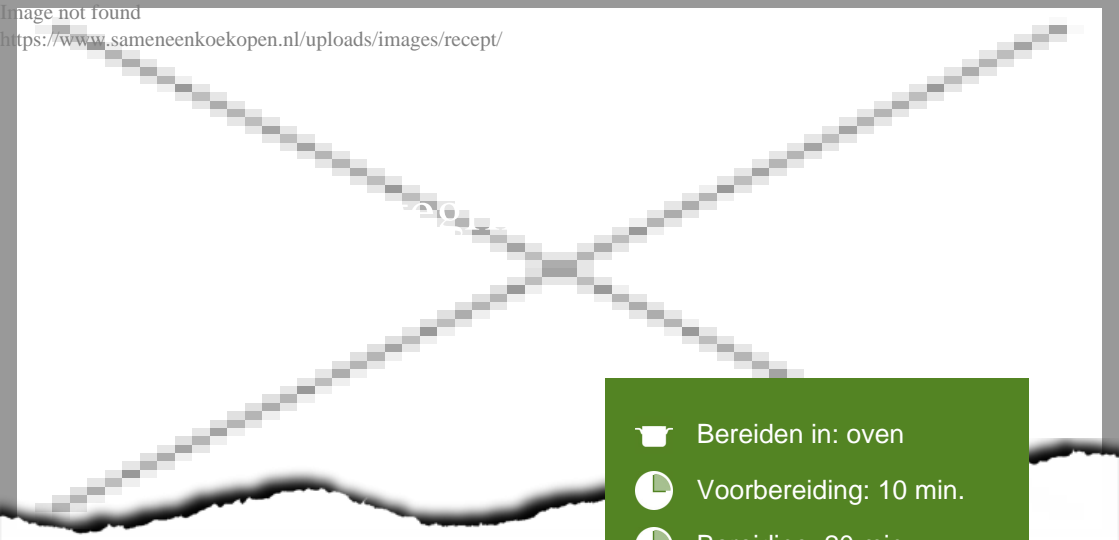 Image not found
https://www.sameneenkoekopen.nl/uploads/images/recept/
Bereiden in: oven
Voorbereiding: 10 min.